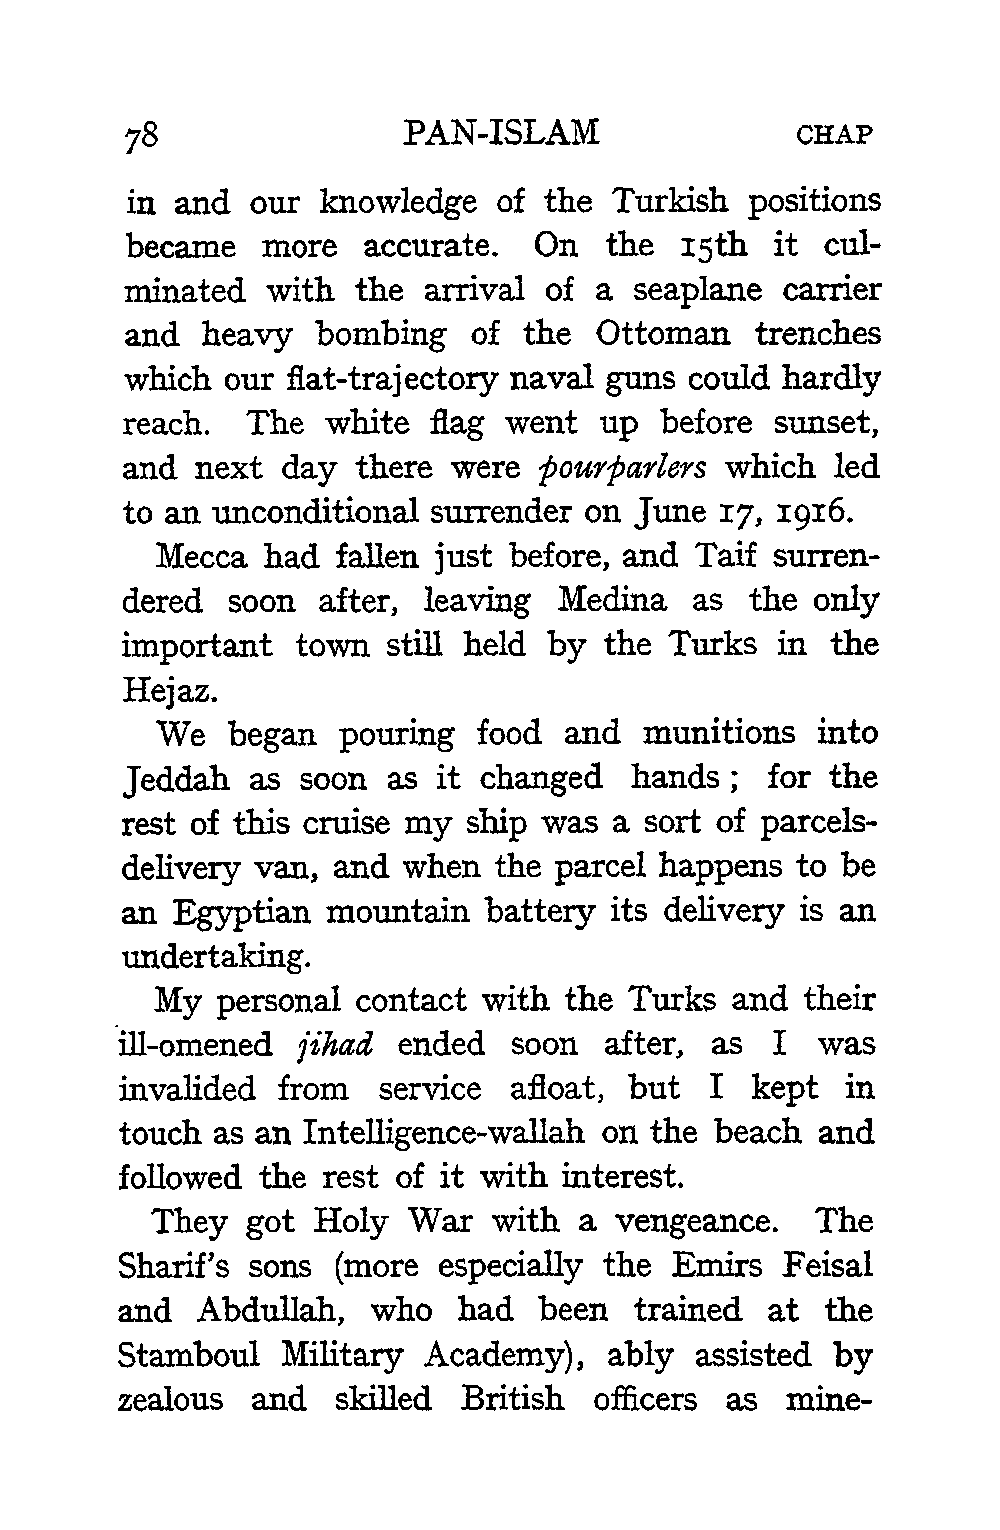 78 PAN-ISLAM CHAP
in and our knowledge of the Turkish positions
became more accurate. On the 15th it cul-
minated with the arrival of a seaplane carrier
and heavy bombing of the Ottoman trenches
which our flat-trajectory naval guns could hardly
reach. The white flag went up before sunset,
and next day there were pourparlers which led
to an unconditional surrender on June 17, 1916.
Mecca had fallen just before, and Taif surren-
dered soon after, leaving Medina as the only
important town still held by the Turks in the
Hejaz.
We began pouring food and munitions into
Jeddah as soon as it changed hands ; for the
rest of this cruise my ship was a sort of parcels-
delivery van, and when the parcel happens to be
an Egyptian mountain battery its delivery is an
undertaking.
My personal contact with the Turks and their
ill-omened jihad ended soon after, as I was
invalided from service afloat, but I kept in
touch as an Intelligence-wallah on the beach and
followed the rest of it with interest.
They got Holy War with a vengeance. The
Sharif's sons (more especially the Emirs Feisal
and Abdullah, who had been trained at the
Stamboul Military Academy), ably assisted by
zealous and skilled British officers as mine-